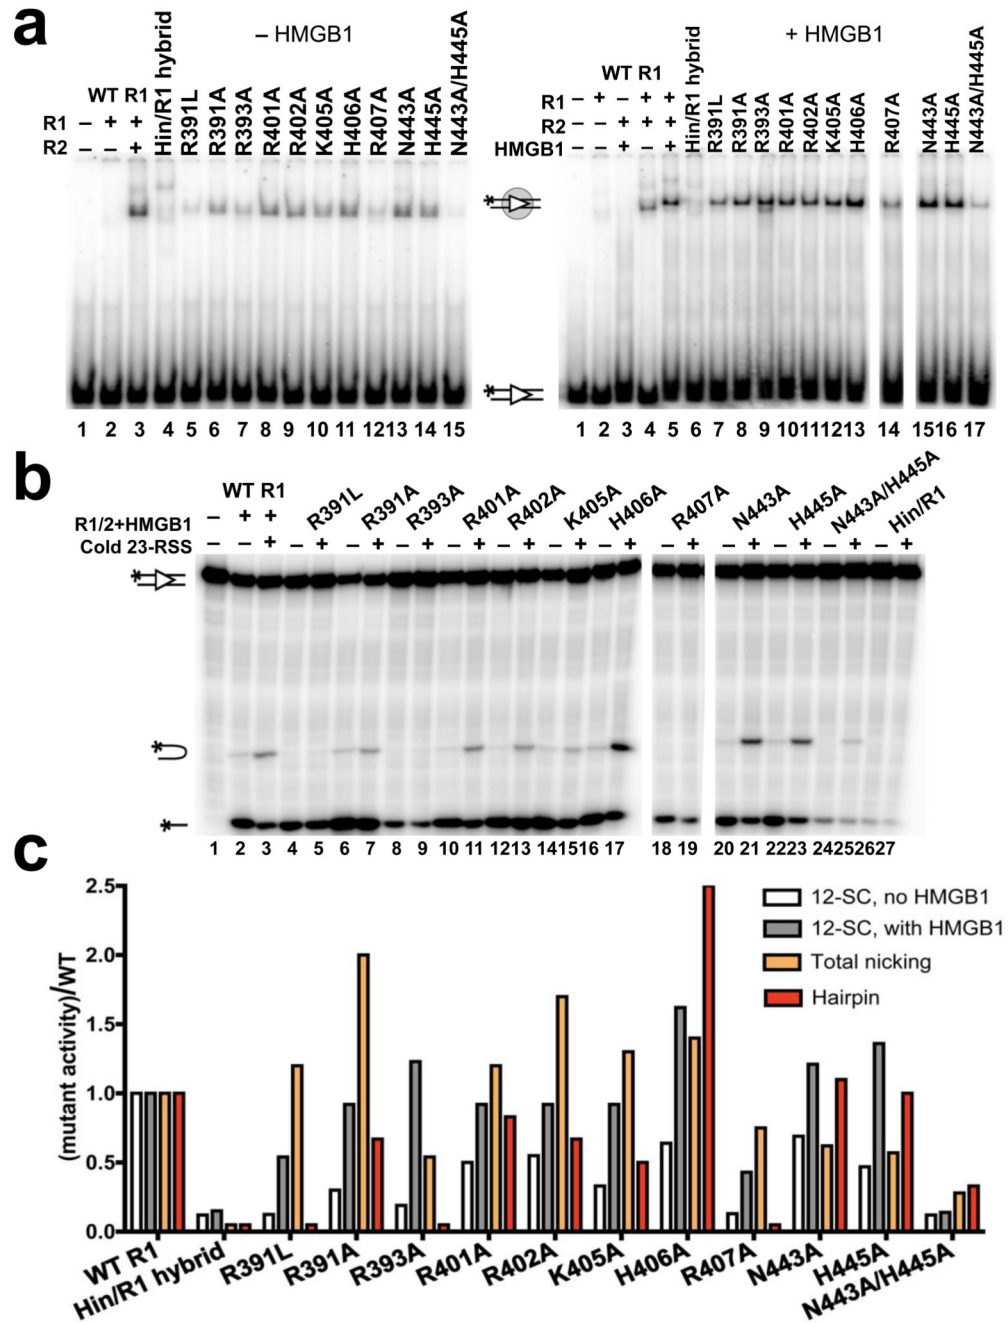 a
– HMGB1
+ HMGB1
WT R1
R1 – + +
R2 – – +
Hin/R1 hybrid
R391L
R391A
R393A
R401A
R402A
K405A
H406A
R407A
N443A
H445A
N443A/H445A
*
*
1 2 3 4 5 6 7 8 9 10 11 12 13 14 15
WT R1
R1 – + – + +
R2 – – + + +
HMGB1 – – + – +
Hin/R1 hybrid
R391L
R391A
R393A
R401A
R402A
K405A
H406A
R407A
N443A
H445A
N443A/H445A
1 2 3 4 5 6 7 8 9 10 11 12 13 14 15 16 17
b
WT R1
R391L
R391A
R393A
R401A
R402A
K405A
H406A
R407A
N443A
H445A
N443A/H445A
Hin/R1
R1/2+HMGB1 – + +
Cold 23-RSS – – + – + – + – + – + – + – + – + – + – + – + – + – +
*
*
*
1 2 3 4 5 6 7 8 9 10 11 12 13 14 15 16 17 18 19 20 21 22 23 24 25 26 27
c
(mutant activity)/WT
2.5
2.0
1.5
1.0
0.5
0.0
12-SC, no HMGB1
12-SC, with HMGB1
Total nicking
Hairpin
WT R1
Hin/R1 hybrid
R391L
R391A
R393A
R401A
R402A
K405A
H406A
R407A
N443A
H445A
N443A/H445A